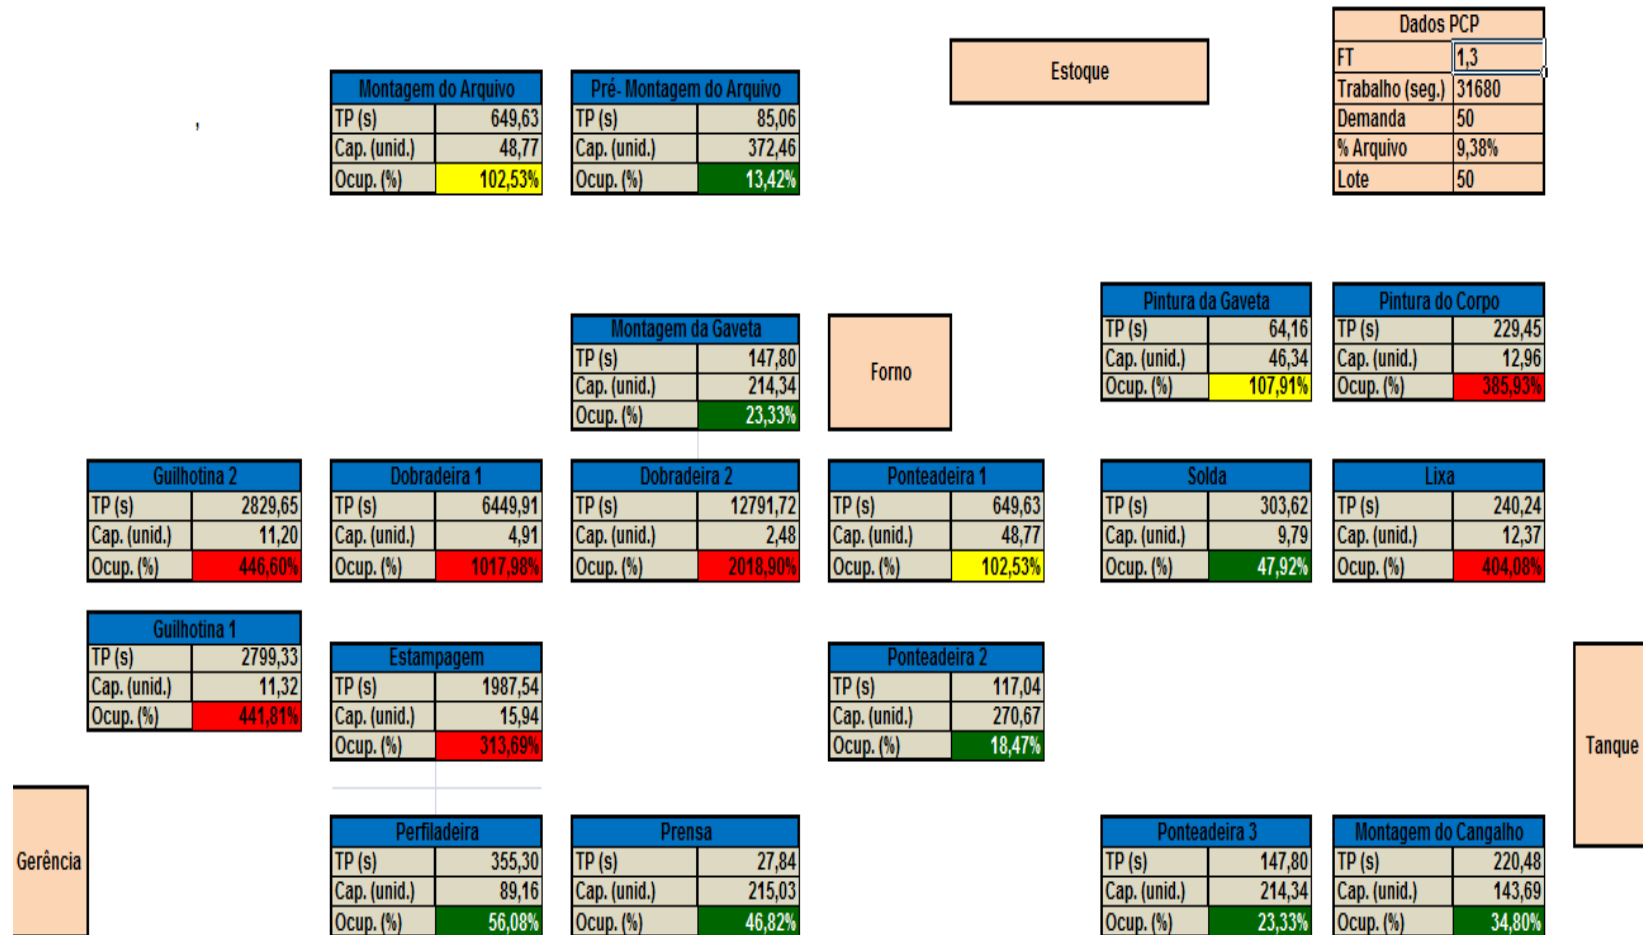 Dados PCP
FT 1,3
Trabalho (seg.) 31680
Demanda 50
% Arquivo 9,38%
Lote 50
Estoque
Montagem do Arquivo
TP (s) 649,63
Cap. (unid.) 48,77
Ocup. (%) 102,53%
Pré- Montagem do Arquivo
TP (s) 85,06
Cap. (unid.) 372,46
Ocup. (%) 13,42%
,
Montagem da Gaveta
TP (s) 147,80
Cap. (unid.) 214,34
Ocup. (%) 23,33%
Forno
Pintura da Gaveta
TP (s) 64,16
Cap. (unid.) 46,34
Ocup. (%) 107,91%
Pintura do Corpo
TP (s) 229,45
Cap. (unid.) 12,96
Ocup. (%) 385,93%
Guilhotina 2
TP (s) 2829,65
Cap. (unid.) 11,20
Ocup. (%) 446,60%
Dobradeira 1
TP (s) 6449,91
Cap. (unid.) 4,91
Ocup. (%) 1017,98%
Dobradeira 2
TP (s) 12791,72
Cap. (unid.) 2,48
Ocup. (%) 2018,90%
Ponteadeira 1
TP (s) 649,63
Cap. (unid.) 48,77
Ocup. (%) 102,53%
Solda
TP (s) 303,62
Cap. (unid.) 9,79
Ocup. (%) 47,92%
Lixa
TP (s) 240,24
Cap. (unid.) 12,37
Ocup. (%) 404,08%
Guilhotina 1
TP (s) 2799,33
Cap. (unid.) 11,32
Ocup. (%) 441,81%
Estampagem
TP (s) 1987,54
Cap. (unid.) 15,94
Ocup. (%) 313,69%
Ponteadeira 2
TP (s) 117,04
Cap. (unid.) 270,67
Ocup. (%) 18,47%
Tanque
Gerência
Perfiladeira
TP (s) 355,30
Cap. (unid.) 89,16
Ocup. (%) 56,08%
Prensa
TP (s) 27,84
Cap. (unid.) 215,03
Ocup. (%) 46,82%
Ponteadeira 3
TP (s) 147,80
Cap. (unid.) 214,34
Ocup. (%) 23,33%
Montagem do Cangalho
TP (s) 220,48
Cap. (unid.) 143,69
Ocup. (%) 34,80%